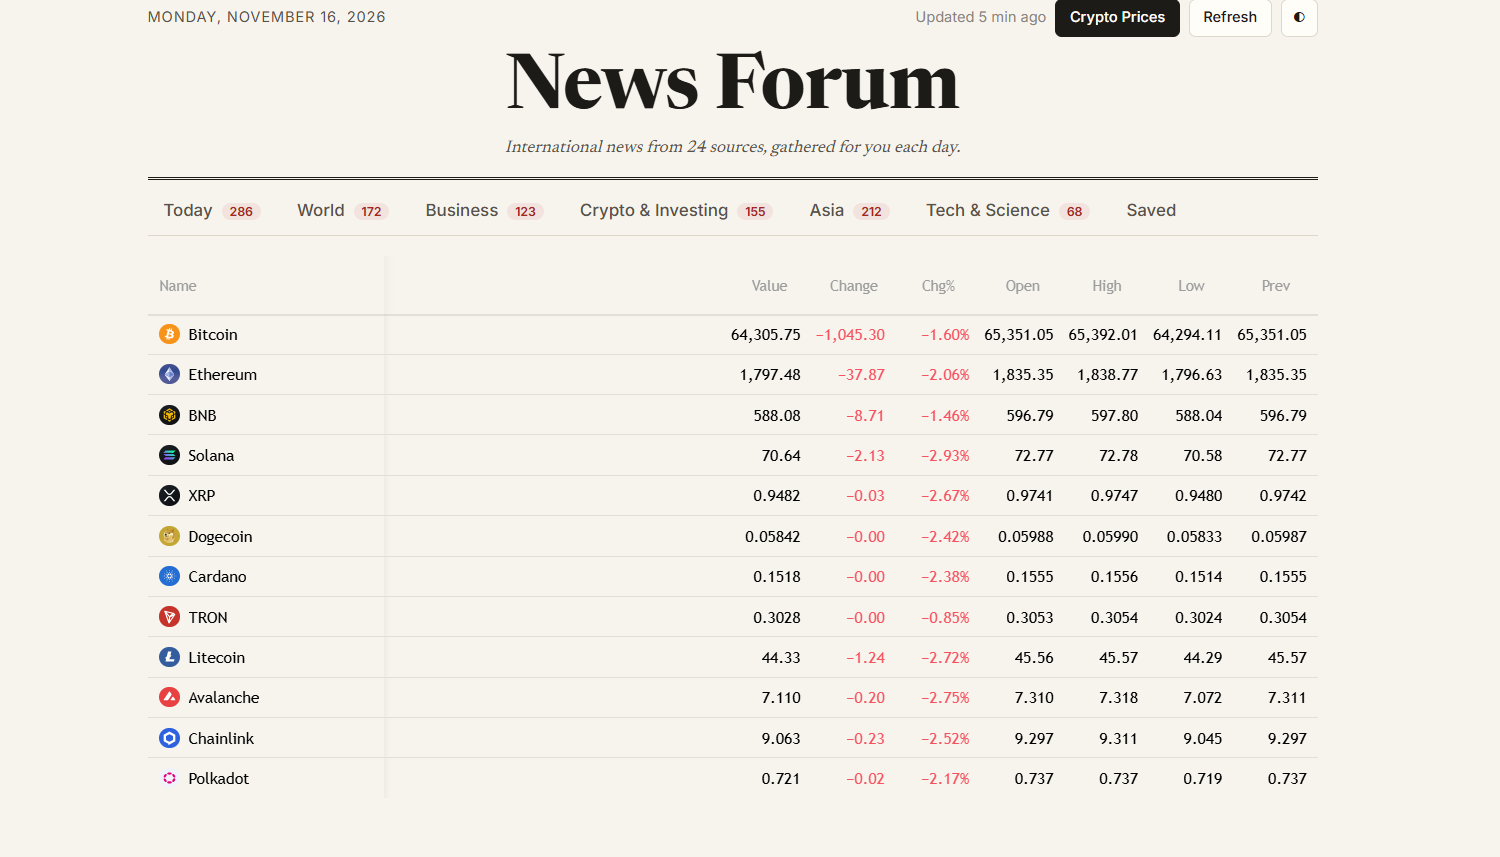 MONDAY, NOVEMBER 16, 2026 Updated 5 min ago Crypto Prices Refresh
News Forum
International news from 24 sources, gathered for you each day.
Today 286 World 172 Business 123 Crypto & Investing 155 Asia 212 Tech & Science 68 Saved
Name Value Change Chg% Open High Low Prev
Bitcoin 64,305.75 −1,045.30 −1.60% 65,351.05 65,392.01 64,294.11 65,351.05
Ethereum 1,797.48 −37.87 −2.06% 1,835.35 1,838.77 1,796.63 1,835.35
BNB 588.08 −8.71 −1.46% 596.79 597.80 588.04 596.79
Solana 70.64 −2.13 −2.93% 72.77 72.78 70.58 72.77
XRP 0.9482 −0.03 −2.67% 0.9741 0.9747 0.9480 0.9742
Dogecoin 0.05842 −0.00 −2.42% 0.05988 0.05990 0.05833 0.05987
Cardano 0.1518 −0.00 −2.38% 0.1555 0.1556 0.1514 0.1555
TRON 0.3028 −0.00 −0.85% 0.3053 0.3054 0.3024 0.3054
Litecoin 44.33 −1.24 −2.72% 45.56 45.57 44.29 45.57
Avalanche 7.110 −0.20 −2.75% 7.310 7.318 7.072 7.311
Chainlink 9.063 −0.23 −2.52% 9.297 9.311 9.045 9.297
Polkadot 0.721 −0.02 −2.17% 0.737 0.737 0.719 0.737